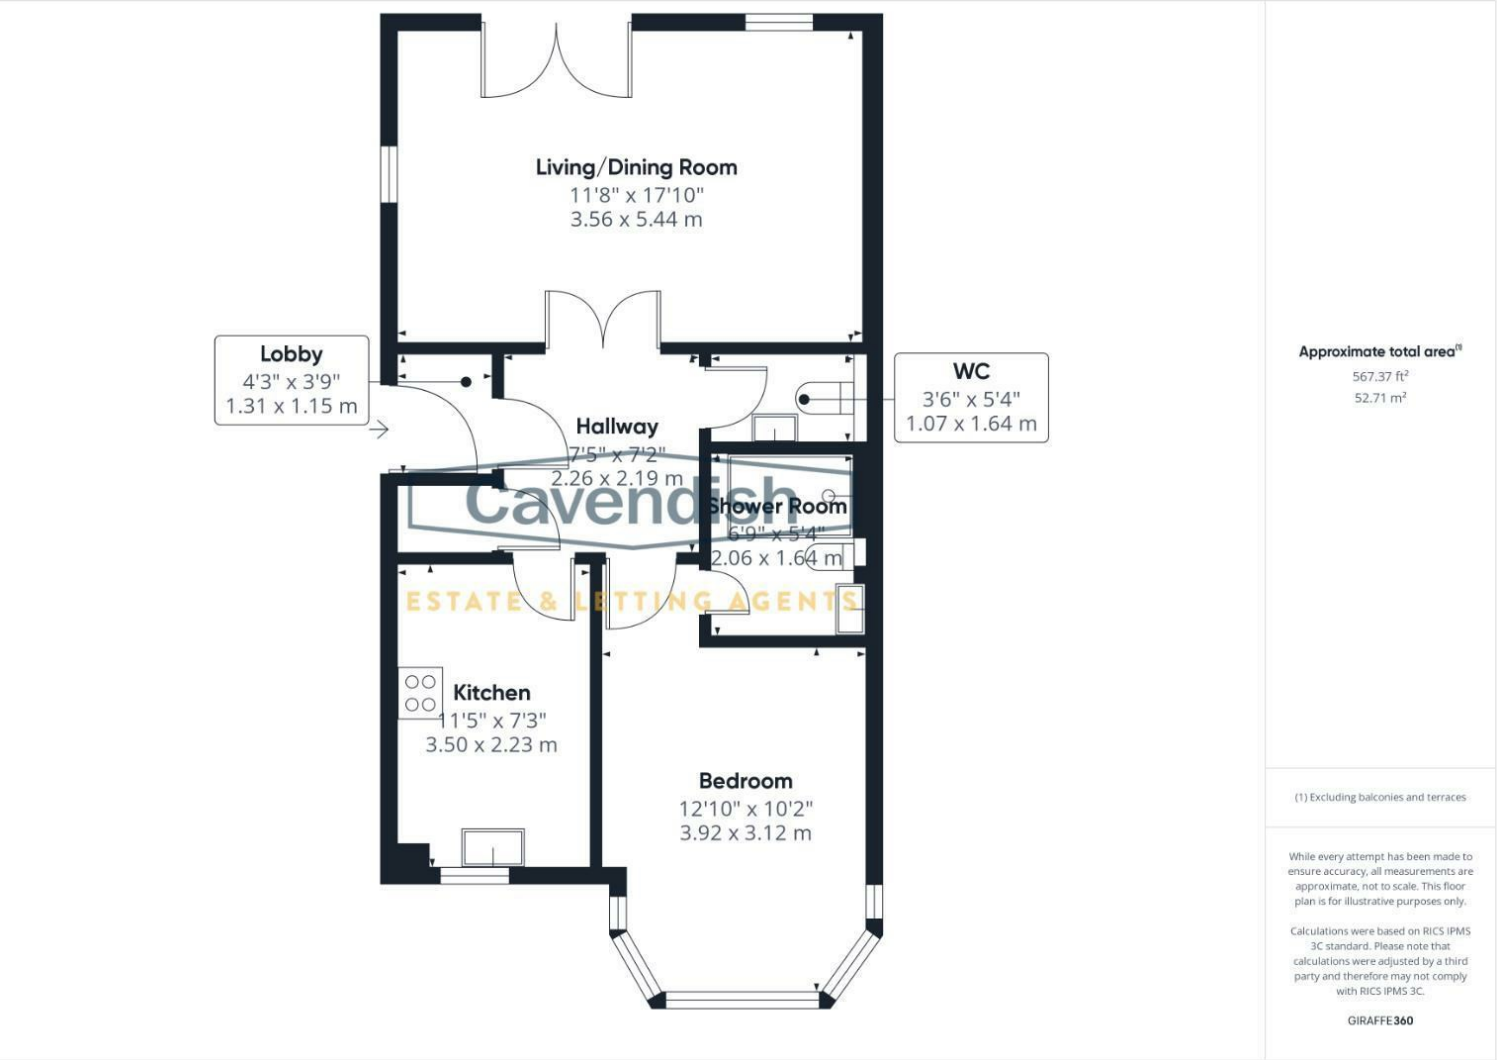 Living/Dining Room
11'8" x 17'10"
3.56 x 5.44 m
Lobby
4'3" x 3'9"
1.31 x 1.15 m
WC
3'6" x 5'4"
1.07 x 1.64 m
Hallway
7'5" x 7'2"
2.26 x 2.19 m
Cavendish
ESTATE & LETTING AGENTS
Shower Room
6'9" x 5'4"
2.06 x 1.64 m
Kitchen
11'5" x 7'3"
3.50 x 2.23 m
Bedroom
12'10" x 10'2"
3.92 x 3.12 m
Approximate total area(1)
567.37 ft²
52.71 m²
(1) Excluding balconies and terraces
While every attempt has been made to
ensure accuracy, all measurements are
approximate, not to scale. This floor
plan is for illustrative purposes only.
Calculations were based on RICS IPMS
3C standard. Please note that
calculations were adjusted by a third
party and therefore may not comply
with RICS IPMS 3C.
GIRAFFE360